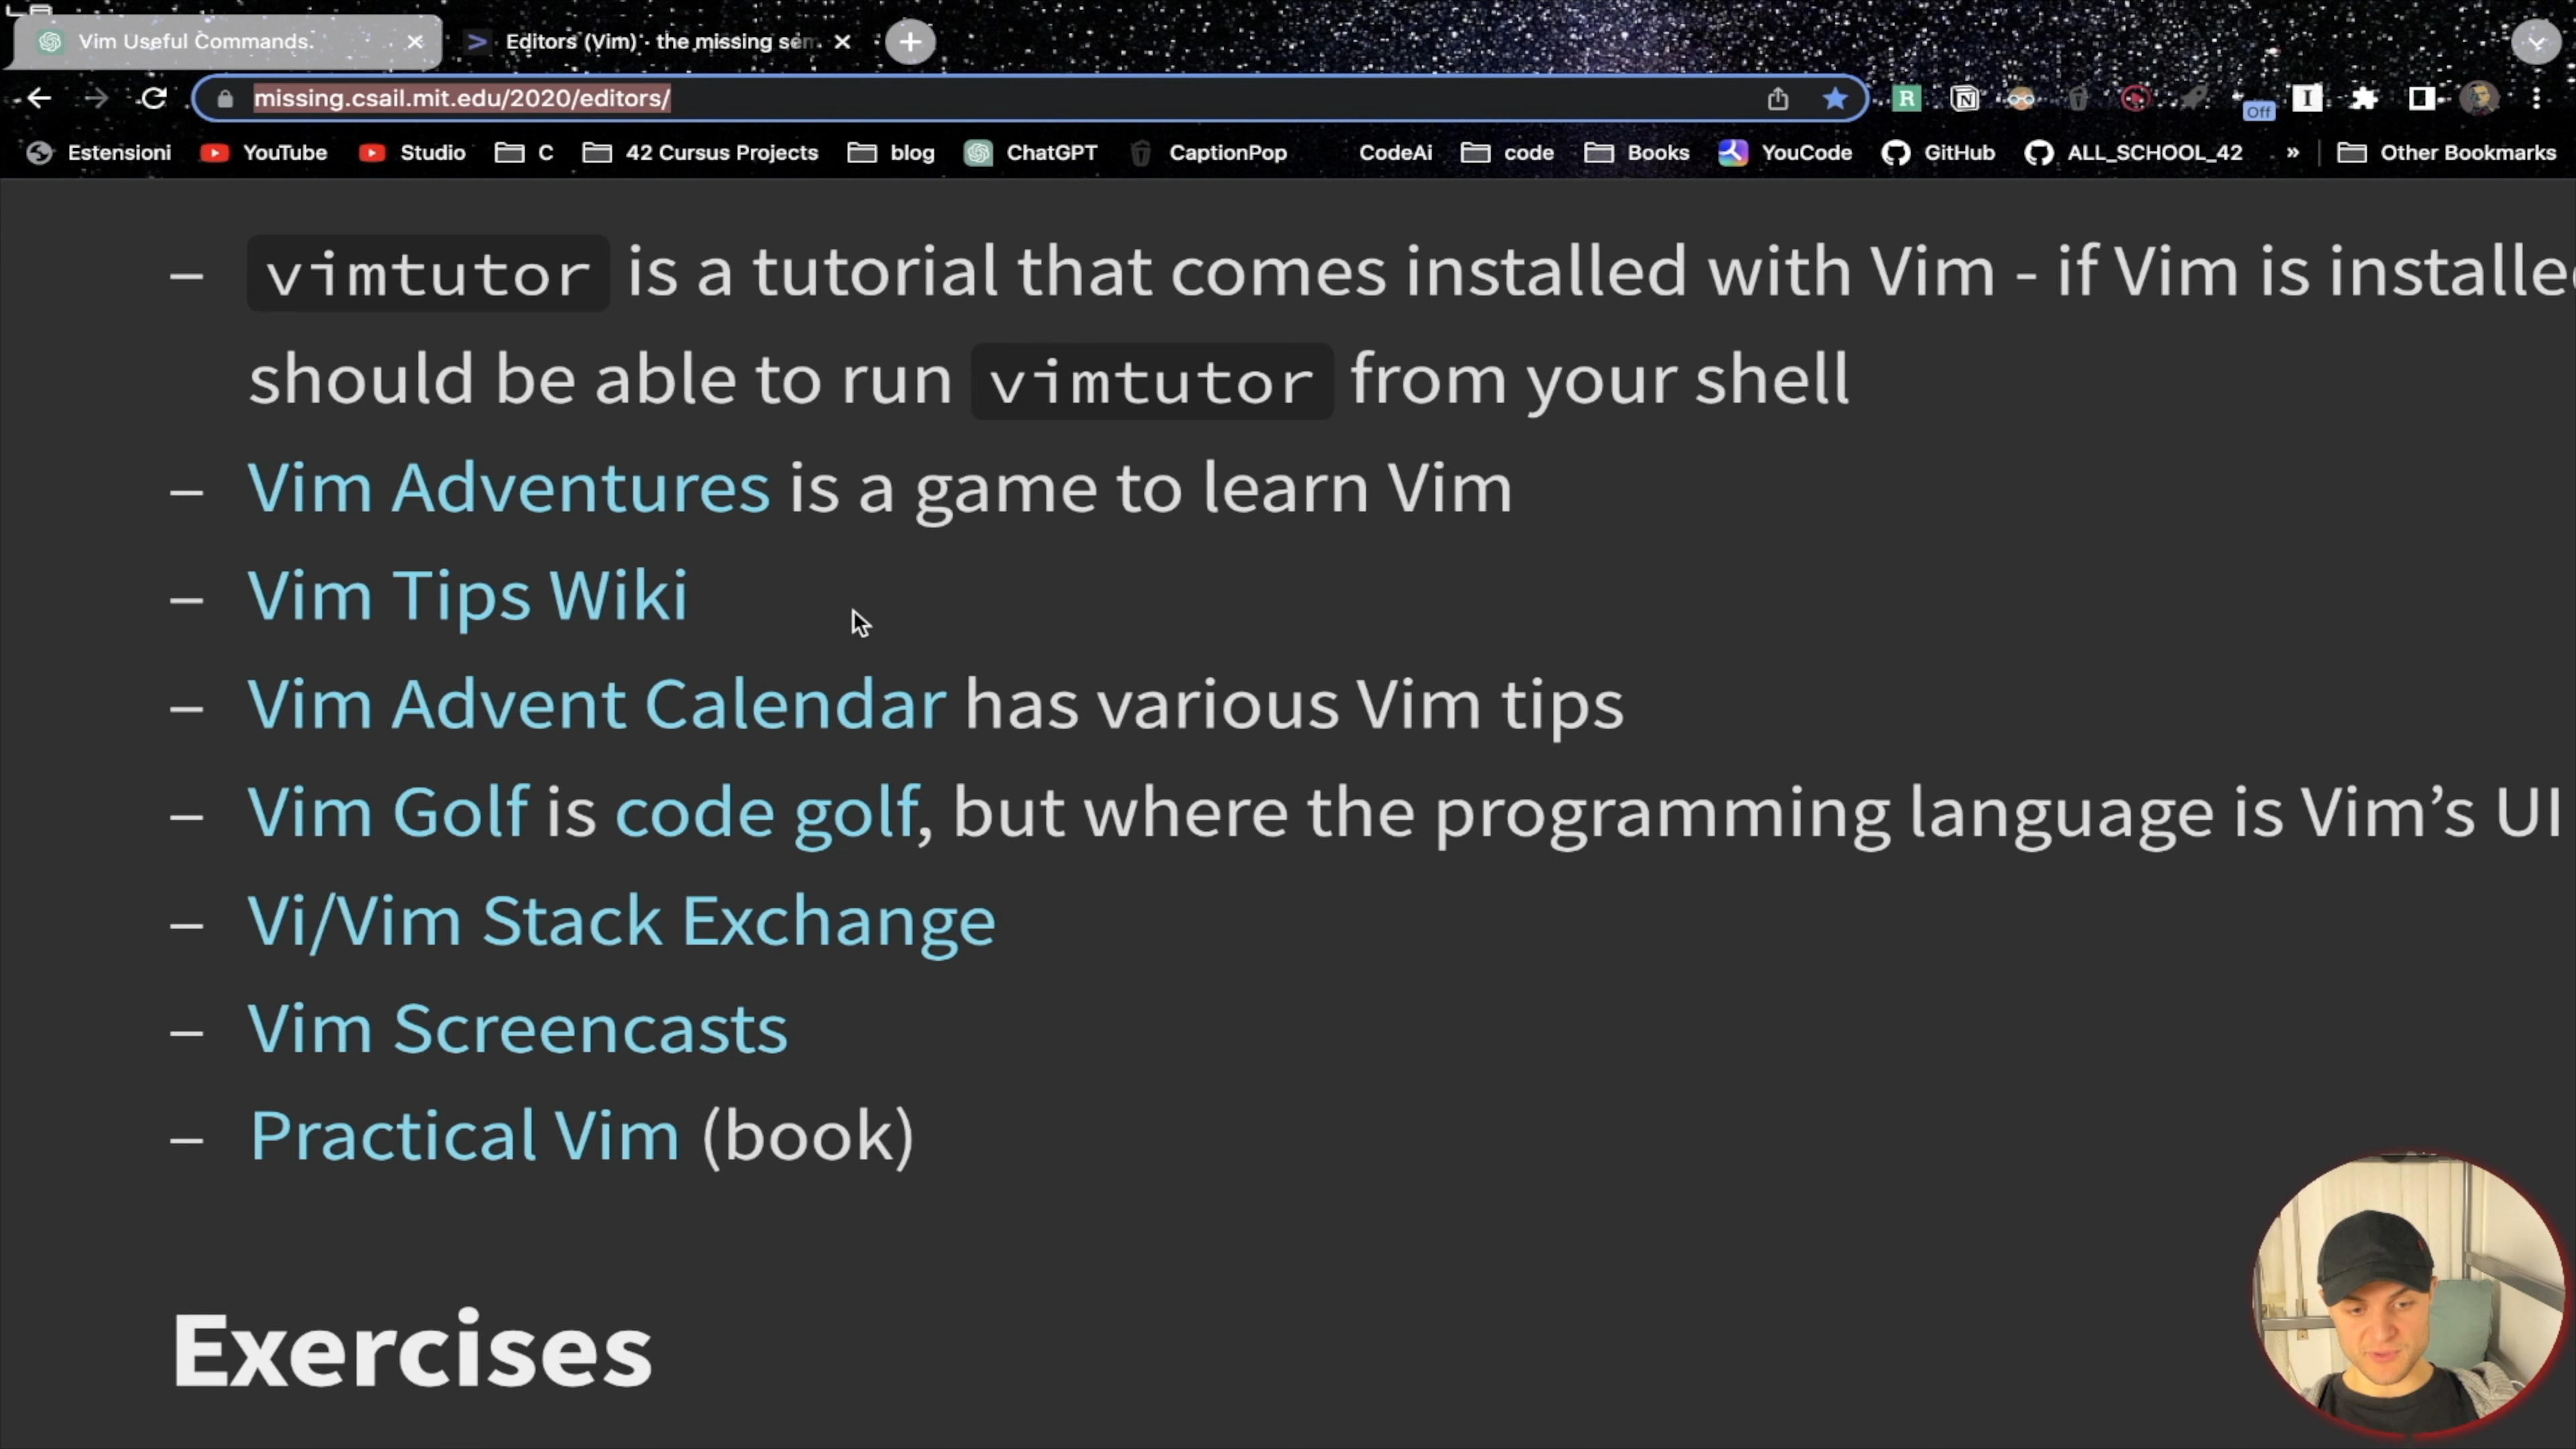 Vim Useful Commands.
Editors (Vim) · the missing sem
missing.csail.mit.edu/2020/editors/
Off
Estensioni YouTube Studio C 42 Cursus Projects blog ChatGPT CaptionPop CodeAi code Books YouCode GitHub ALL_SCHOOL_42 » Other Bookmarks
– vimtutor is a tutorial that comes installed with Vim - if Vim is installed
should be able to run vimtutor from your shell
– Vim Adventures is a game to learn Vim
– Vim Tips Wiki
– Vim Advent Calendar has various Vim tips
– Vim Golf is code golf, but where the programming language is Vim’s UI
– Vi/Vim Stack Exchange
– Vim Screencasts
– Practical Vim (book)
Exercises